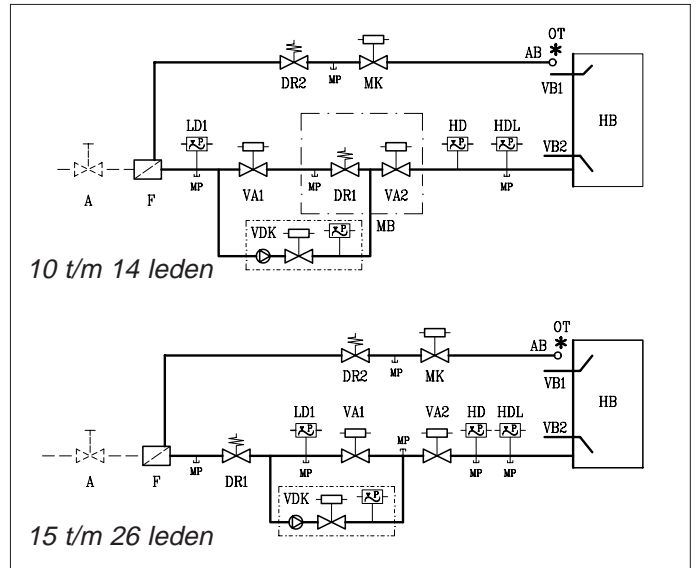 OT
AB *
DR2 MP MK
VB1
HB
LD1 HD HDL
P P P
VB2
MP MP MP
A F VA1 DR1 VA2
MB
VDK P
10 t/m 14 leden
OT
AB *
DR2 MP MK
VB1
HB
LD1 VA1 VA2 HD HDL
MP
P P P
VB2
MP MP MP MP
A F DR1
VDK P
15 t/m 26 leden